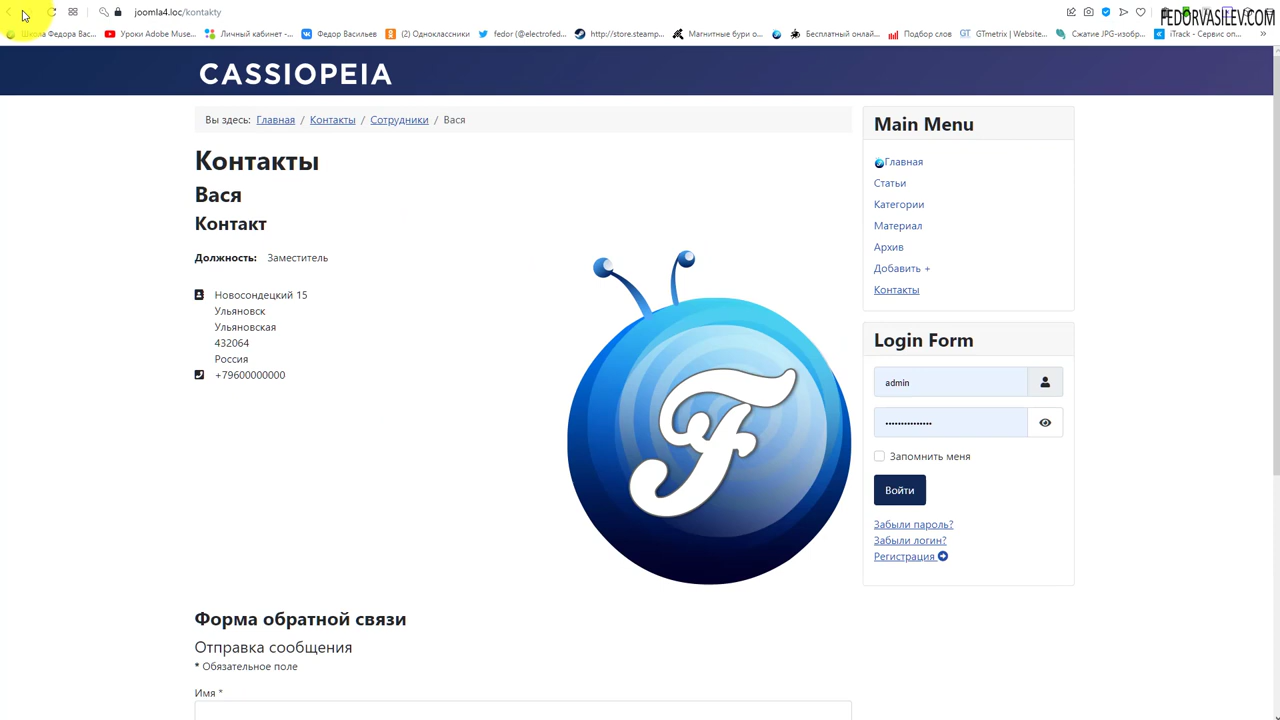 joomla4.loc/kontakty
FEDORVASILEV.COM
Школа Федора Вас...
Уроки Adobe Muse...
Личный кабинет -...
Федор Васильев
(2) Одноклассники
fedor (@electrofed...
http://store.steamp...
Магнитные бури о...
Бесплатный онлай...
Подбор слов
GTmetrix | Website...
Сжатие JPG-изобр...
iTrack - Сервис оп...
CASSIOPEIA
Вы здесь: Главная / Контакты / Сотрудники / Вася
Контакты
Вася
Контакт
Должность: Заместитель
Новосондецкий 15
Ульяновск
Ульяновская
432064
Россия
+79600000000
F
Форма обратной связи
Отправка сообщения
* Обязательное поле
Имя *
Main Menu
Главная
Статьи
Категории
Материал
Архив
Добавить +
Контакты
Login Form
admin
Запомнить меня
Войти
Забыли пароль?
Забыли логин?
Регистрация